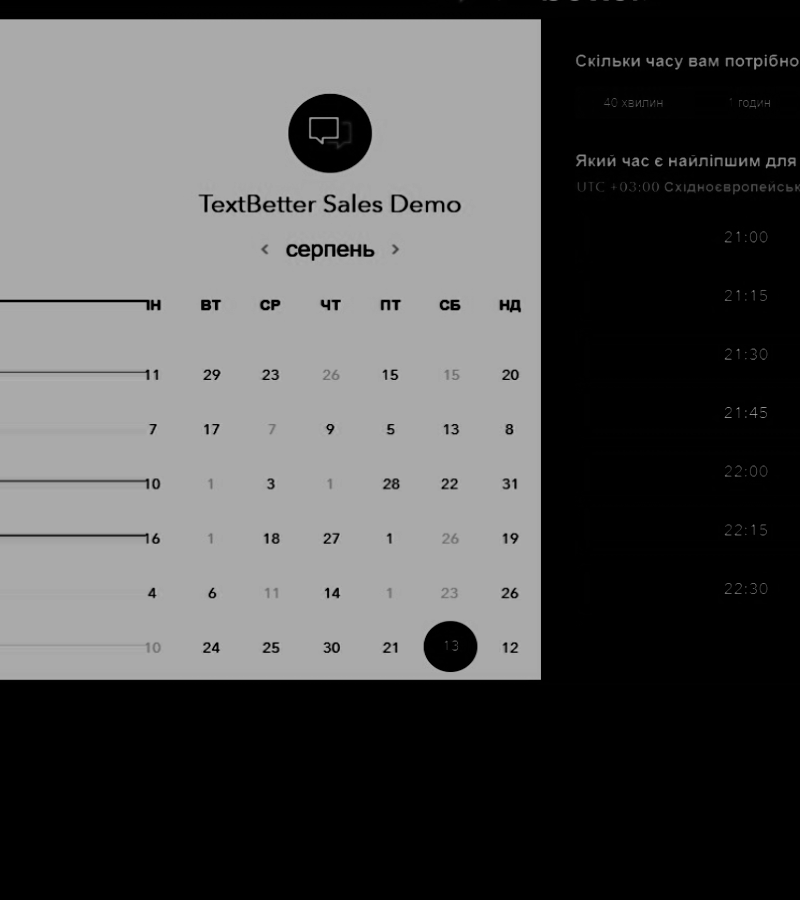 TextBetter Sales Demo
‹ серпень ›
ВТ СР ЧТ ПТ СБ НД
11 29 23 26 15 15 20
7 17 7 9 5 13 8
10 1 3 1 28 22 31
16 1 18 27 1 26 19
4 6 11 14 1 23 26
10 24 25 30 21 13 12
Скільки часу вам потрібно
40 хвилин 1 годин
Який час є найліпшим для
UTC +03:00 Східноєвропейськ
21:00
21:15
21:30
21:45
22:00
22:15
22:30